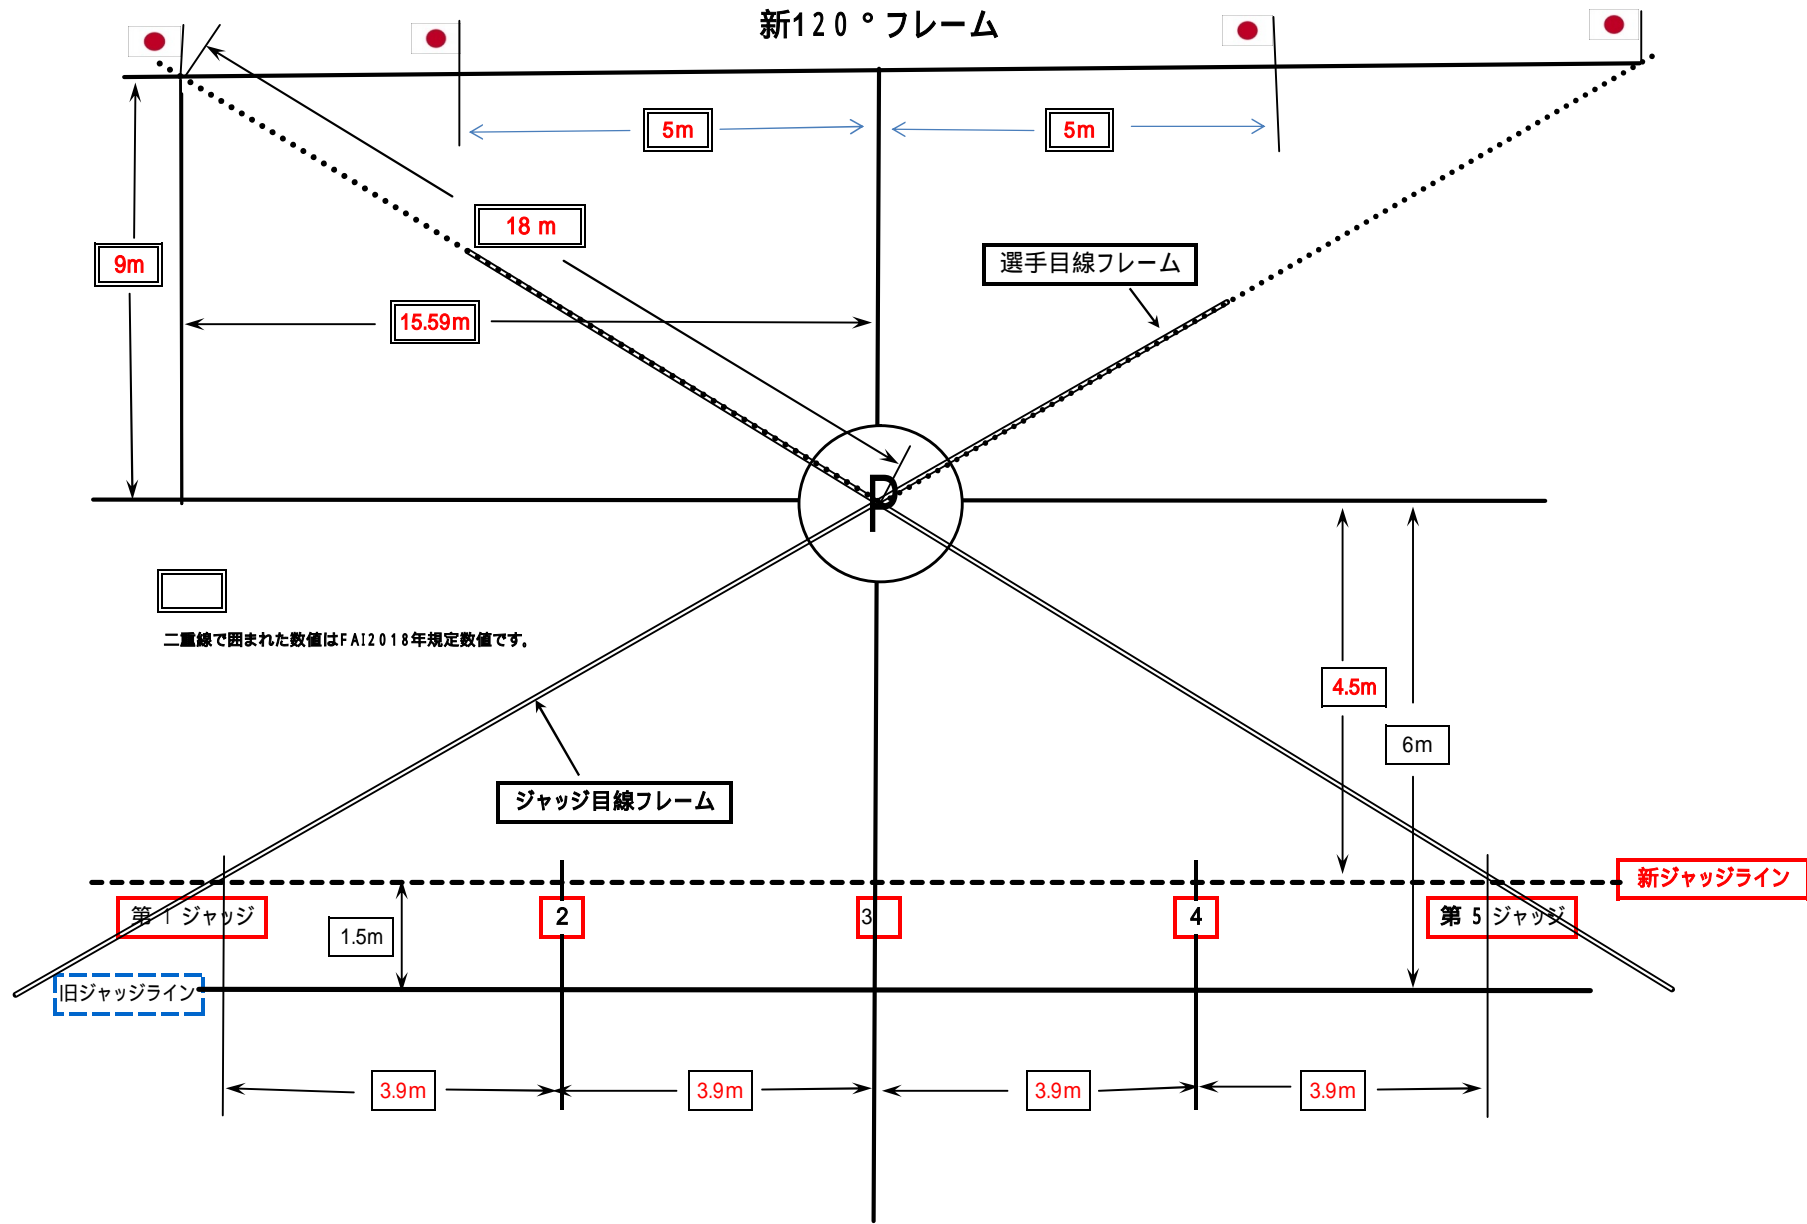 新120°フレーム
5m
5m
18 m
9m
選手目線フレーム
15.59m
P
二重線で囲まれた数値はFAI2018年規定数値です。
4.5m
6m
ジャッジ目線フレーム
新ジャッジライン
第 1 ジャッジ
2
3
4
第 5 ジャッジ
1.5m
旧ジャッジライン
3.9m
3.9m
3.9m
3.9m